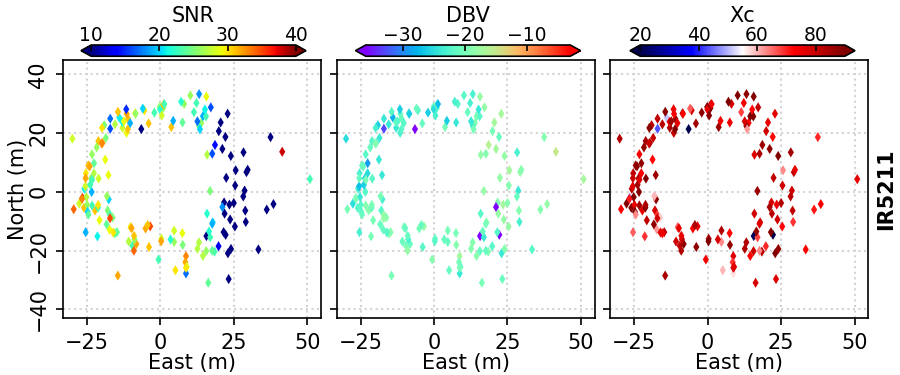 SNR DBV Xc
10 20 30 40 −30 −20 −10 20 40 60 80
40
20
0
−20
−40
North (m)
IR5211
−25 0 25 50 −25 0 25 50 −25 0 25 50
East (m) East (m) East (m)